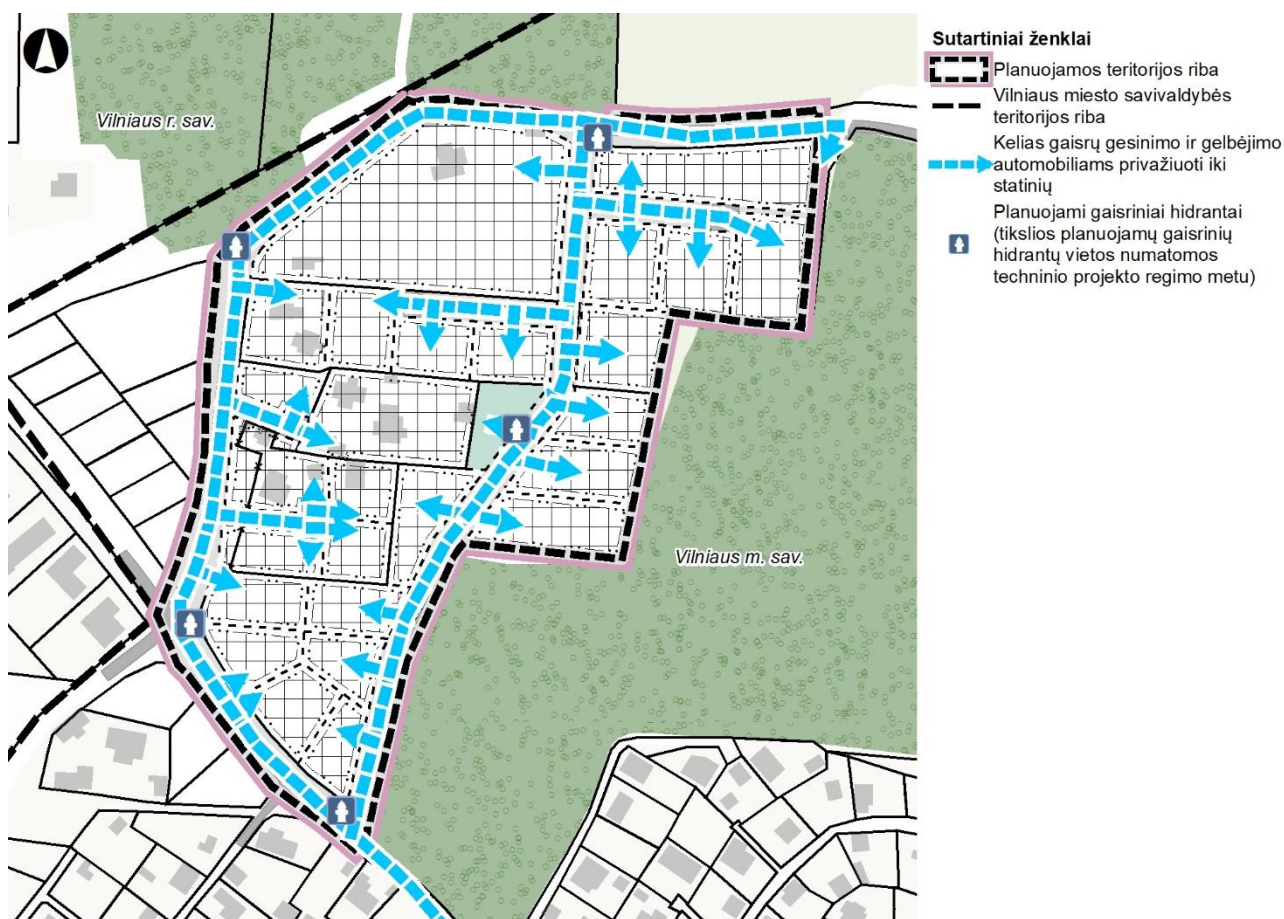 Vilniaus r. sav.
Vilniaus m. sav.
Sutartiniai ženklai
Planuojamos teritorijos riba
Vilniaus miesto savivaldybės
teritorijos riba
Kelias gaisrų gesinimo ir gelbėjimo
automobiliams privažiuoti iki
statinių
Planuojami gaisriniai hidrantai
(tikslios planuojamų gaisrinių
hidrantų vietos numatomos
techninio projekto regimo metu)